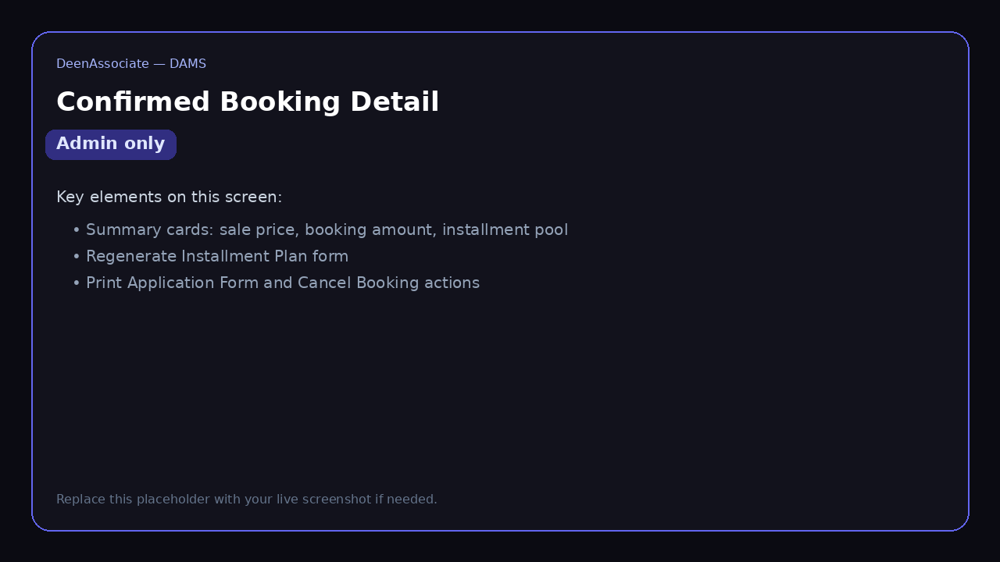 DeenAssociate — DAMS
Confirmed Booking Detail
Admin only
Key elements on this screen:
• Summary cards: sale price, booking amount, installment pool
• Regenerate Installment Plan form
• Print Application Form and Cancel Booking actions
Replace this placeholder with your live screenshot if needed.